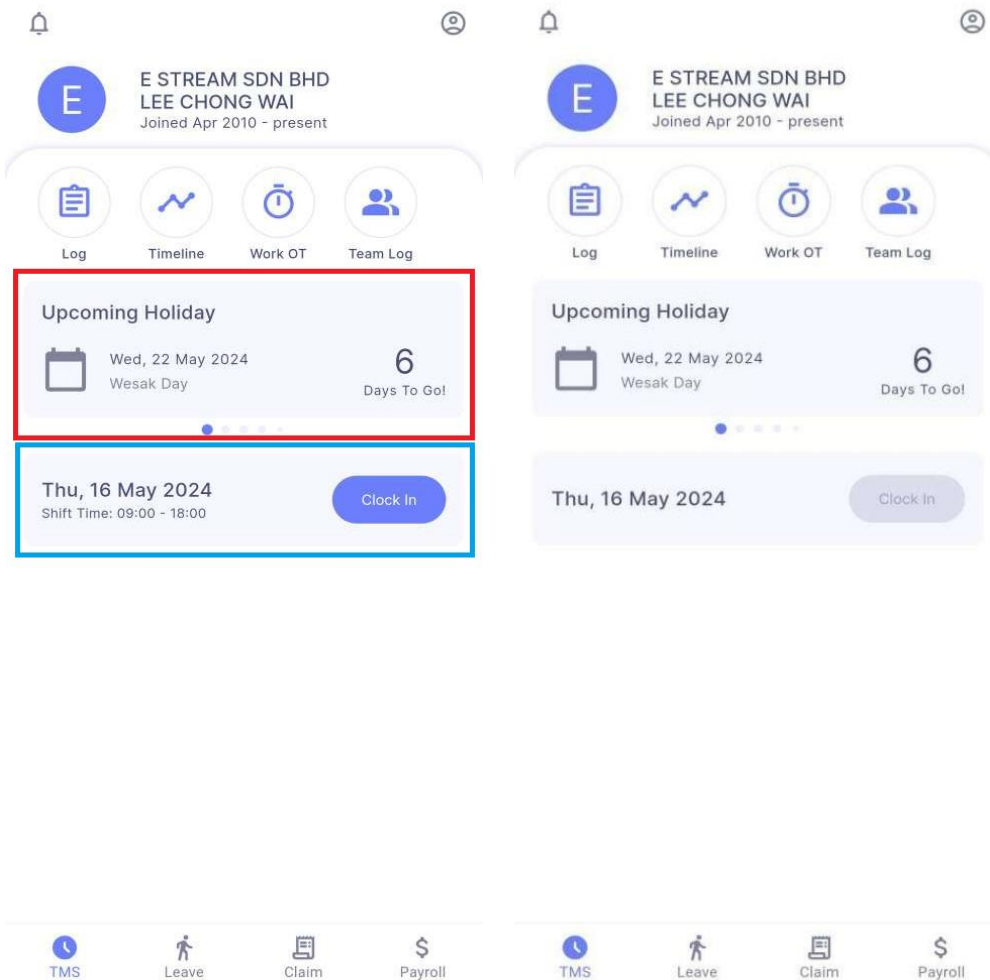 E
E STREAM SDN BHD
LEE CHONG WAI
Joined Apr 2010 - present
Log
Timeline
Work OT
Team Log
Upcoming Holiday
Wed, 22 May 2024
Wesak Day
6
Days To Go!
Thu, 16 May 2024
Shift Time: 09:00 - 18:00
Clock In
TMS
Leave
Claim
Payroll
E
E STREAM SDN BHD
LEE CHONG WAI
Joined Apr 2010 - present
Log
Timeline
Work OT
Team Log
Upcoming Holiday
Wed, 22 May 2024
Wesak Day
6
Days To Go!
Thu, 16 May 2024
Clock In
TMS
Leave
Claim
Payroll